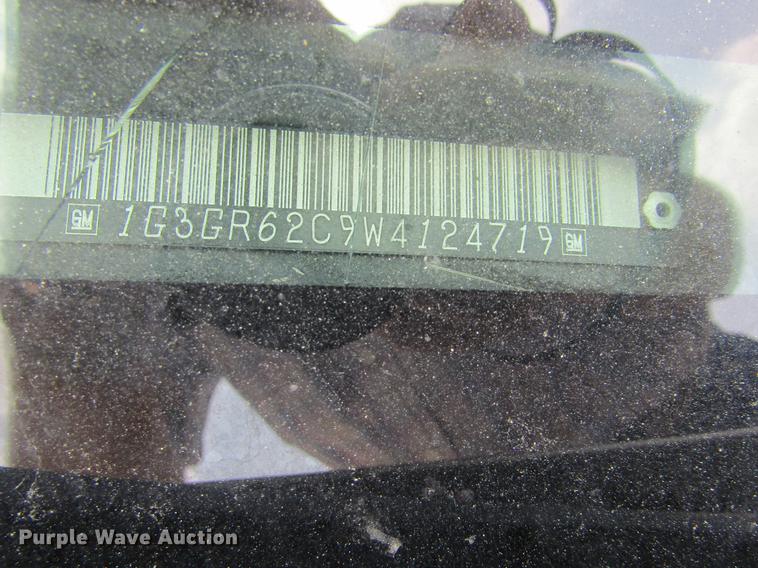 GM 1G3GR62C9W4124719 GM
Purple Wave Auction